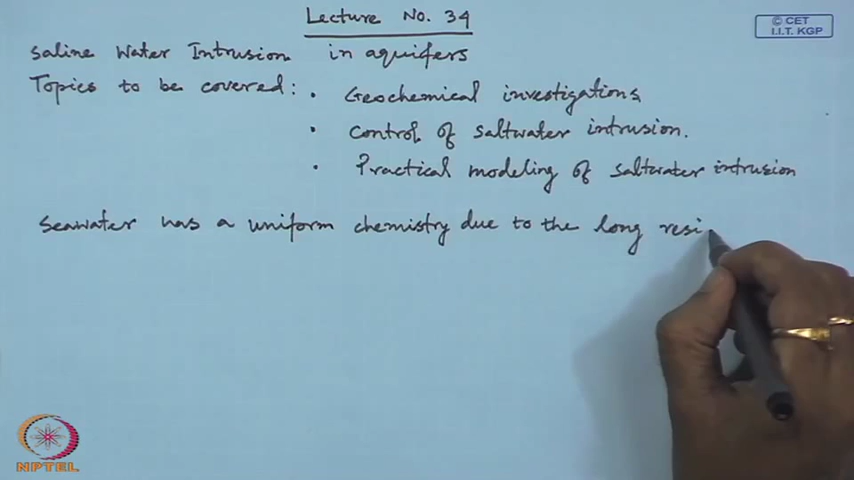 Lecture No. 34
© CET
I.I.T. KGP
Saline Water Intrusion in aquifers
Topics to be covered: • Geochemical investigations
• Control of saltwater intrusion.
• Practical modeling of saltwater intrusion
Seawater has a uniform chemistry due to the long resi
NPTEL